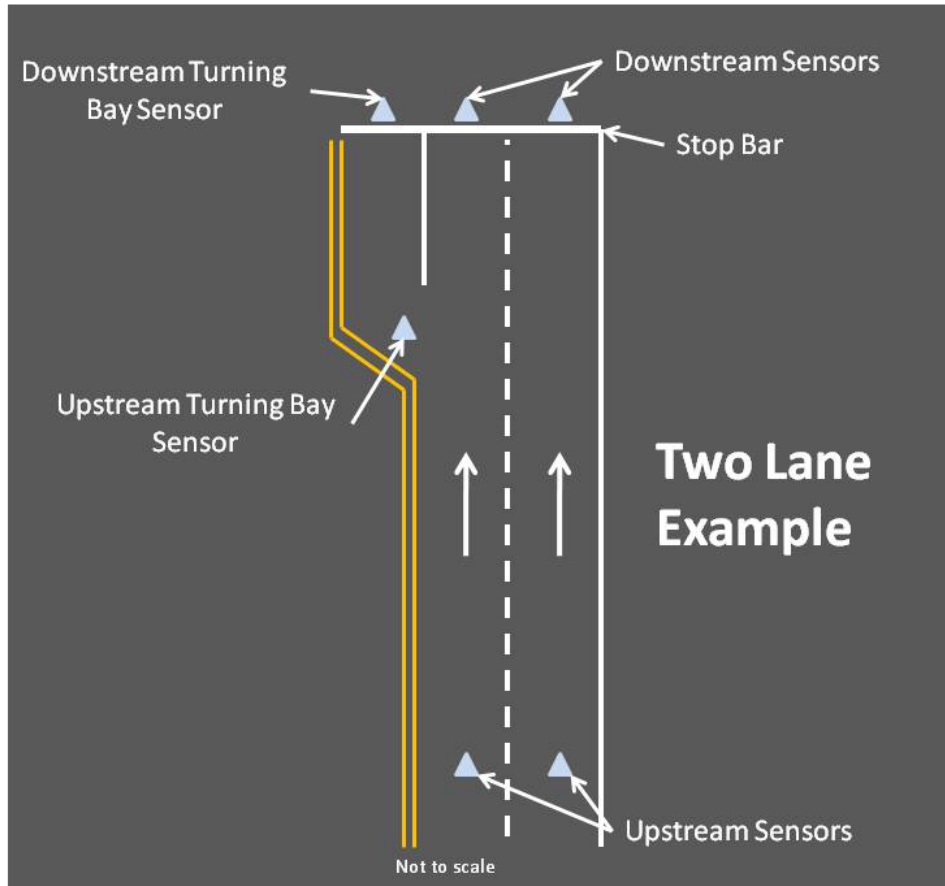 Downstream Turning
Bay Sensor
Downstream Sensors
Stop Bar
Upstream Turning Bay
Sensor
Two Lane
Example
Upstream Sensors
Not to scale